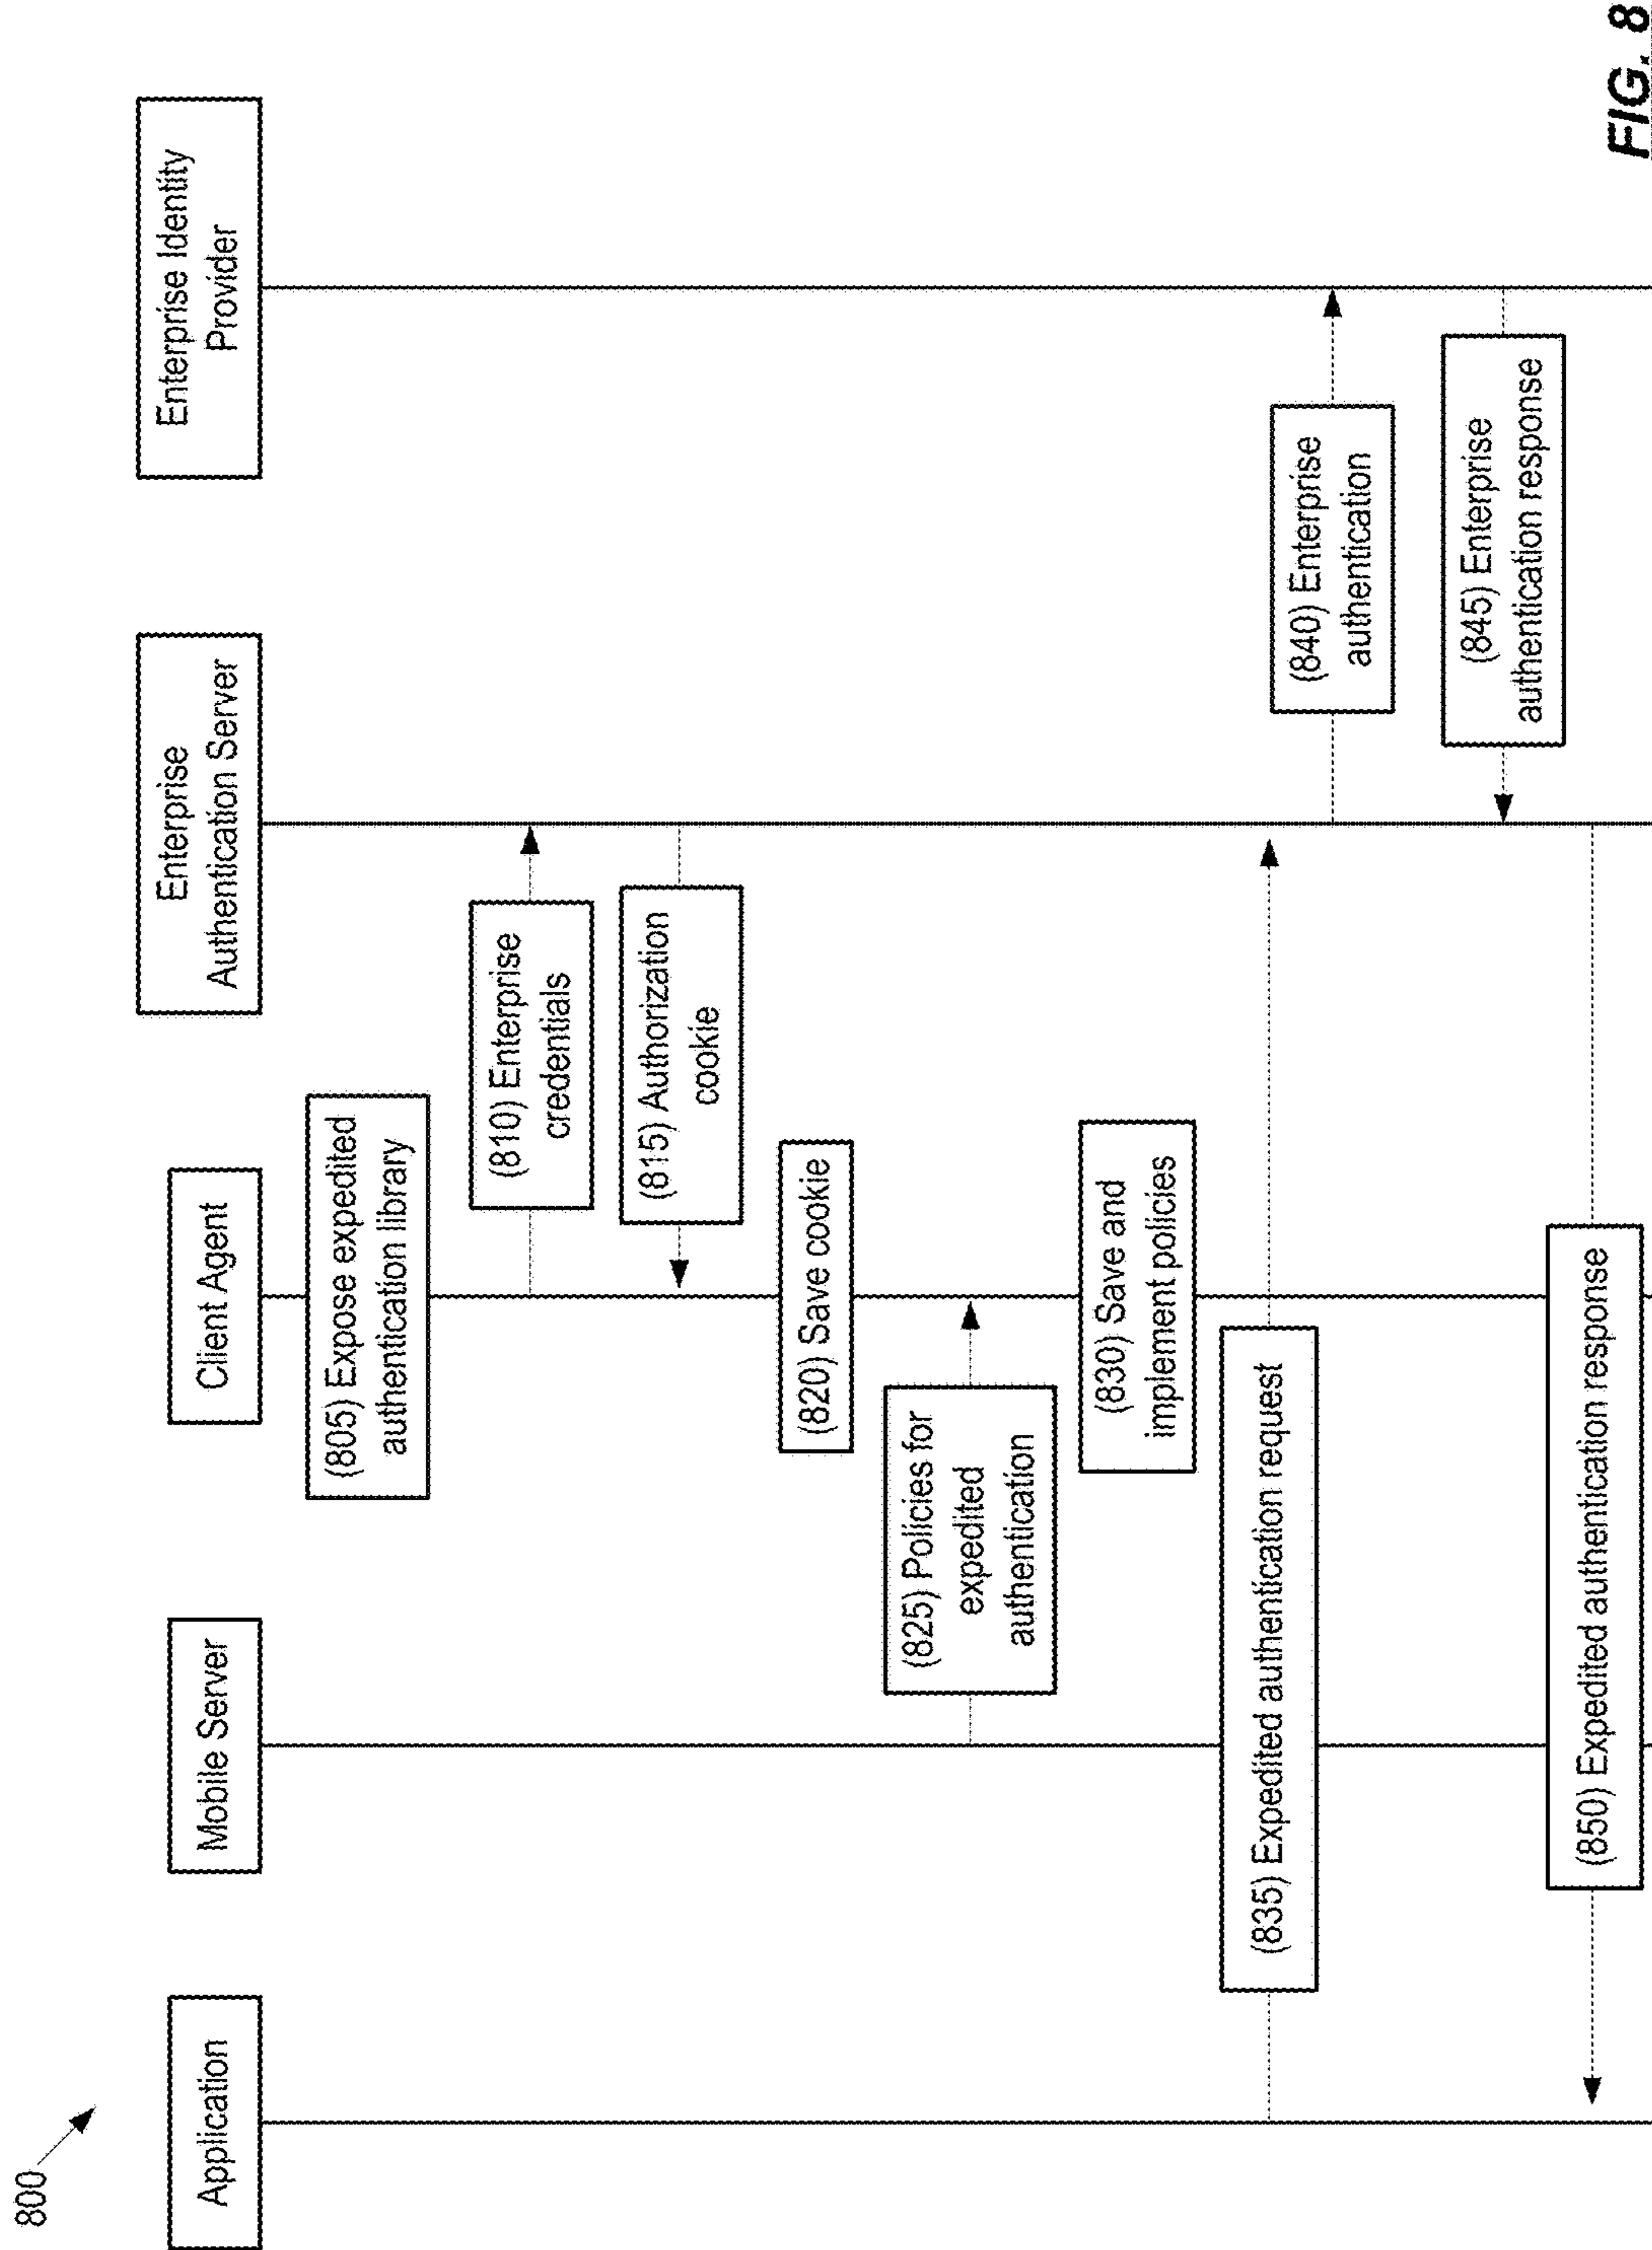 800
Application
Mobile Server
Client Agent
Enterprise
Authentication Server
Enterprise Identity
Provider
(805) Expose expedited
authentication library
(810) Enterprise
credentials
(815) Authorization
cookie
(820) Save cookie
(825) Policies for
expedited
authentication
(830) Save and
implement policies
(835) Expedited authentication request
(840) Enterprise
authentication
(845) Enterprise
authentication response
(850) Expedited authentication response
FIG. 8